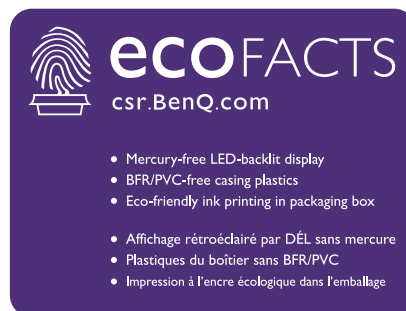 ecoFACTS
csr.BenQ.com
• Mercury-free LED-backlit display
• BFR/PVC-free casing plastics
• Eco-friendly ink printing in packaging box
• Affichage rétroéclairé par DÉL sans mercure
• Plastiques du boîtier sans BFR/PVC
• Impression à l'encre écologique dans l'emballage